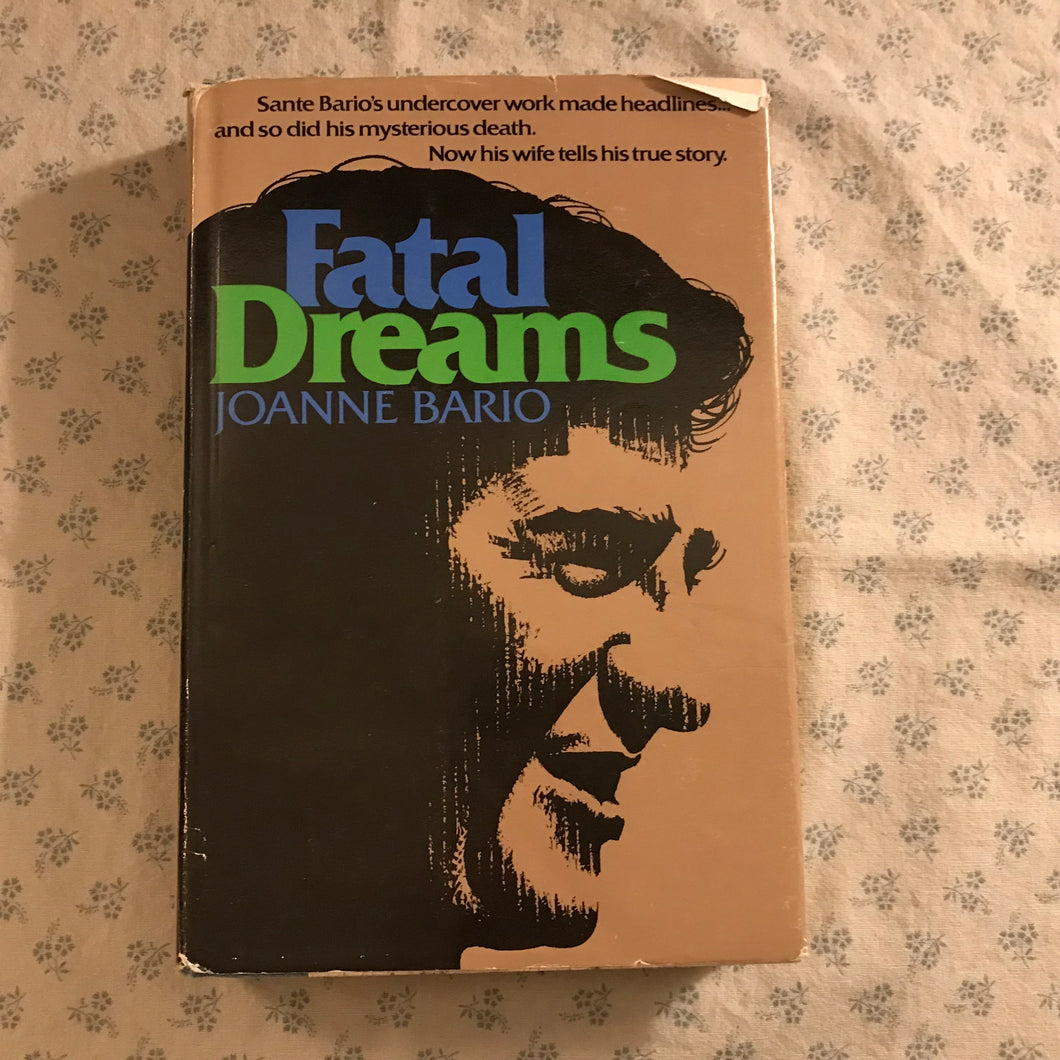 Sante Bario's undercover work made headlines...
and so did his mysterious death.
Now his wife tells his true story.
Fatal
Dreams
JOANNE BARIO